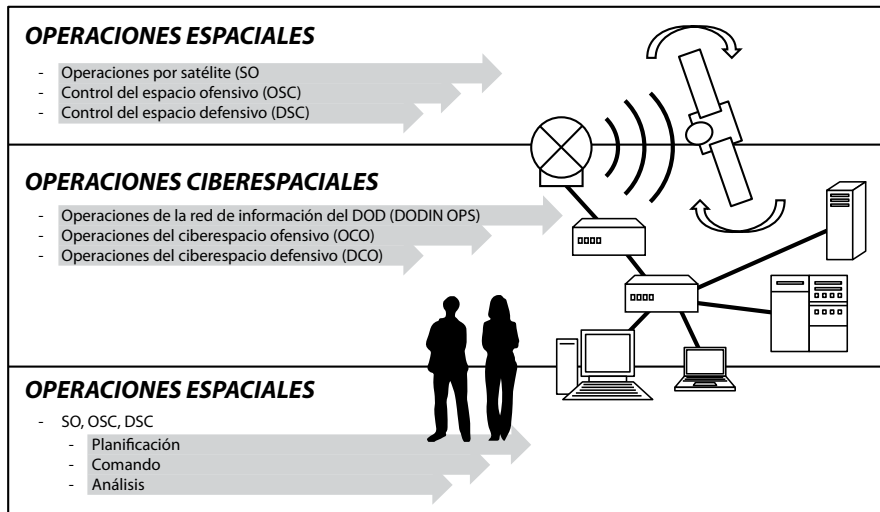 OPERACIONES ESPACIALES
- Operaciones por satélite (SO
- Control del espacio ofensivo (OSC)
- Control del espacio defensivo (DSC)
OPERACIONES CIBERESPACIALES
- Operaciones de la red de información del DOD (DODIN OPS)
- Operaciones del ciberespacio ofensivo (OCO)
- Operaciones del ciberespacio defensivo (DCO)
OPERACIONES ESPACIALES
- SO, OSC, DSC
- Planificación
- Comando
- Análisis